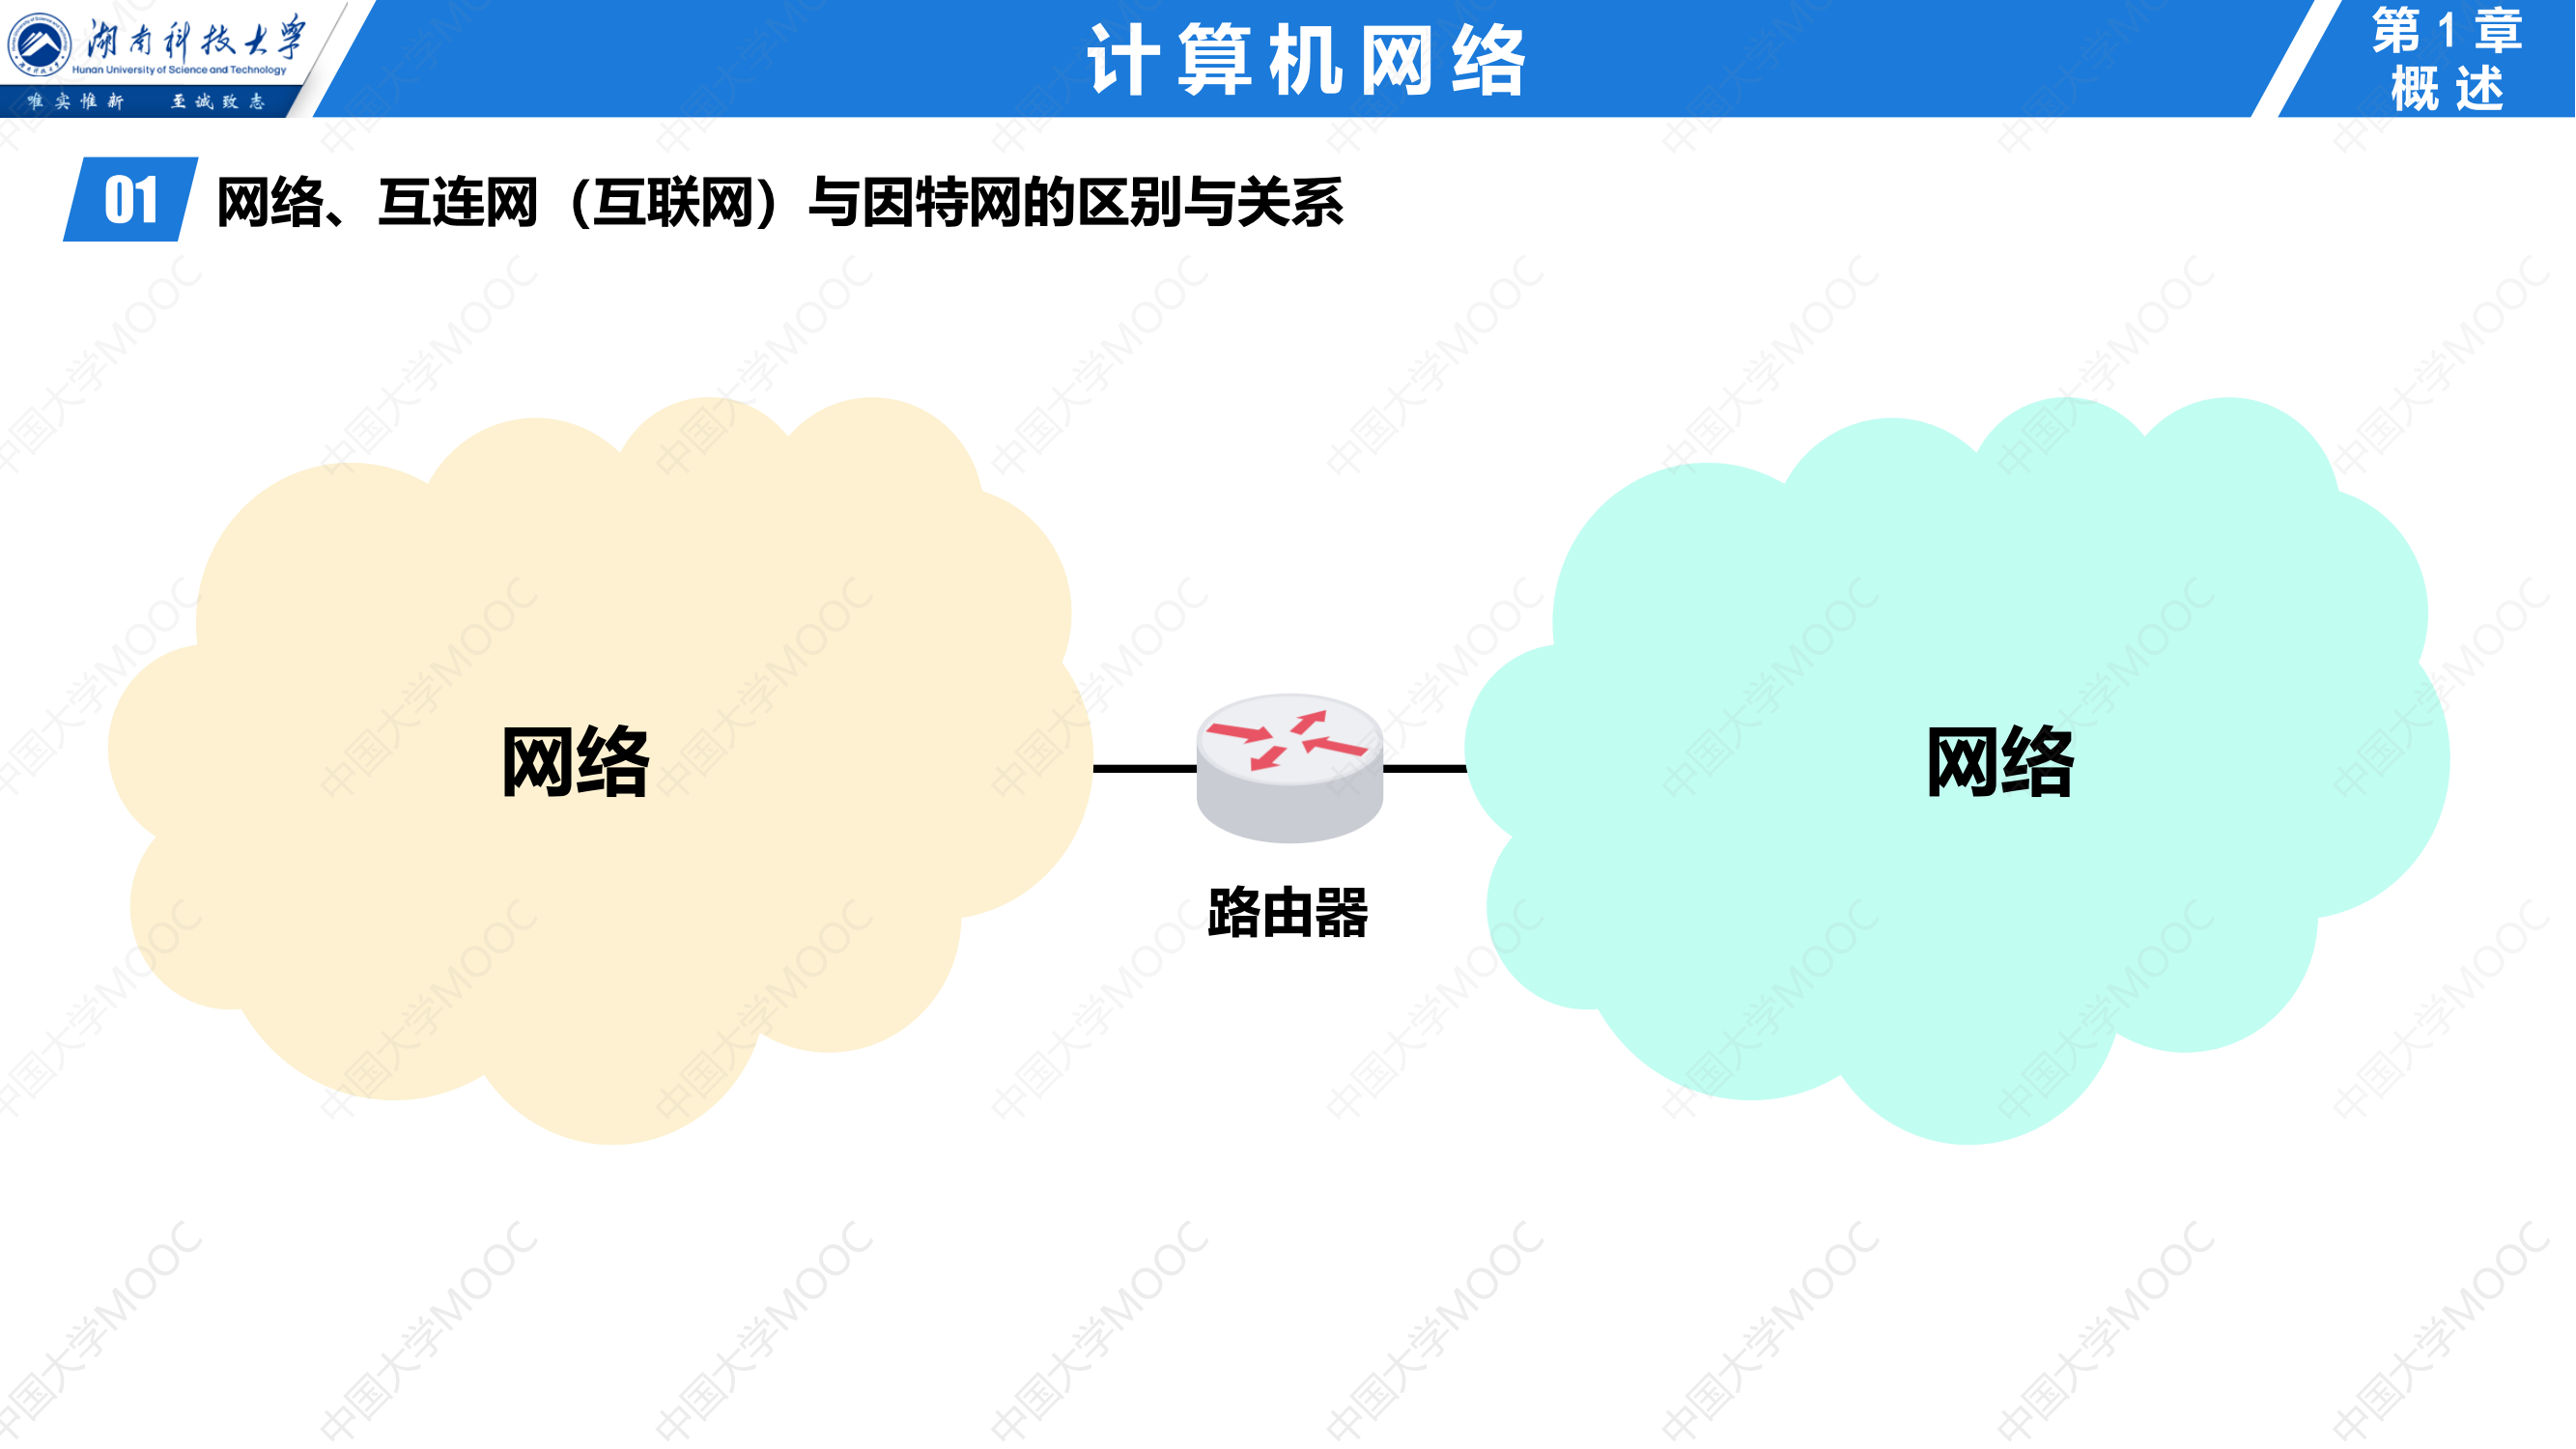 湖南科技大学
Hunan University of Science and Technology
唯实惟新 至诚致志
计算机网络
第1章
概述
01 网络、互连网（互联网）与因特网的区别与关系
网络
网络
路由器
中国大学MOOC